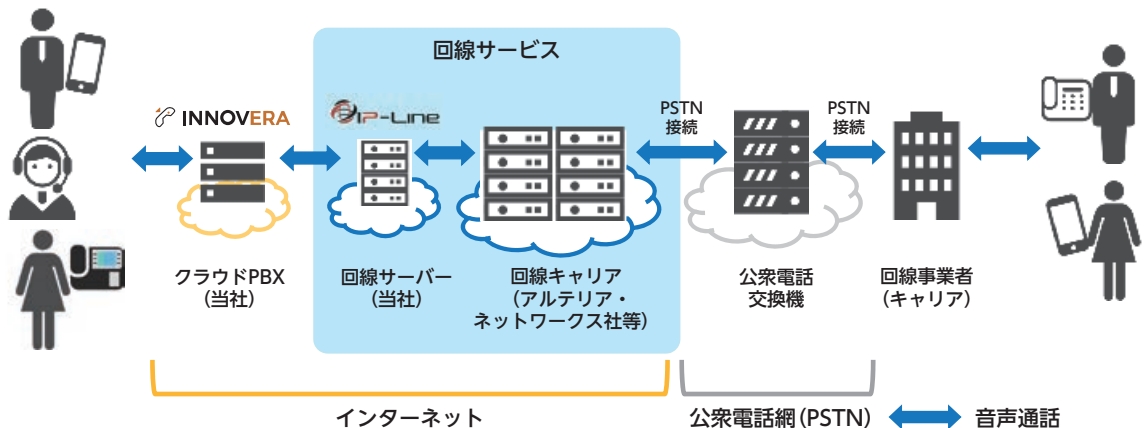 回線サービス
INNOVERA
IP-Line
PSTN
接続
PSTN
接続
クラウドPBX
（当社）
回線サーバー
（当社）
回線キャリア
（アルテリア・
ネットワークス社等）
公衆電話
交換機
回線事業者
（キャリア）
インターネット
公衆電話網（PSTN）
音声通話